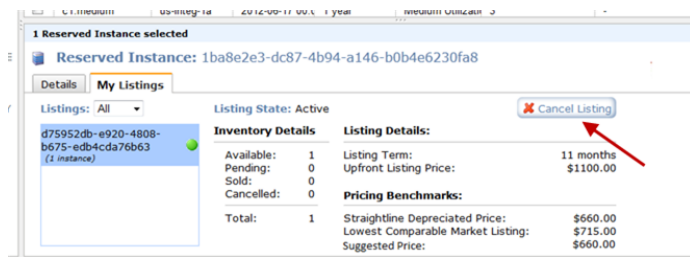 c1.medium us-integ-1a 2012-06-17 00:( 1 year Medium Utilizati 3 -
1 Reserved Instance selected
Reserved Instance: 1ba8e2e3-dc87-4b94-a146-b0b4e6230fa8
Details My Listings
Listings: All Listing State: Active Cancel Listing
d75952db-e920-4808-
b675-edb4cda76b63
(1 instance)
Inventory Details Listing Details:
Available: 1 Listing Term: 11 months
Pending: 0 Upfront Listing Price: $1100.00
Sold: 0
Cancelled: 0 Pricing Benchmarks:
Total: 1 Straightline Depreciated Price: $660.00
Lowest Comparable Market Listing: $715.00
Suggested Price: $660.00